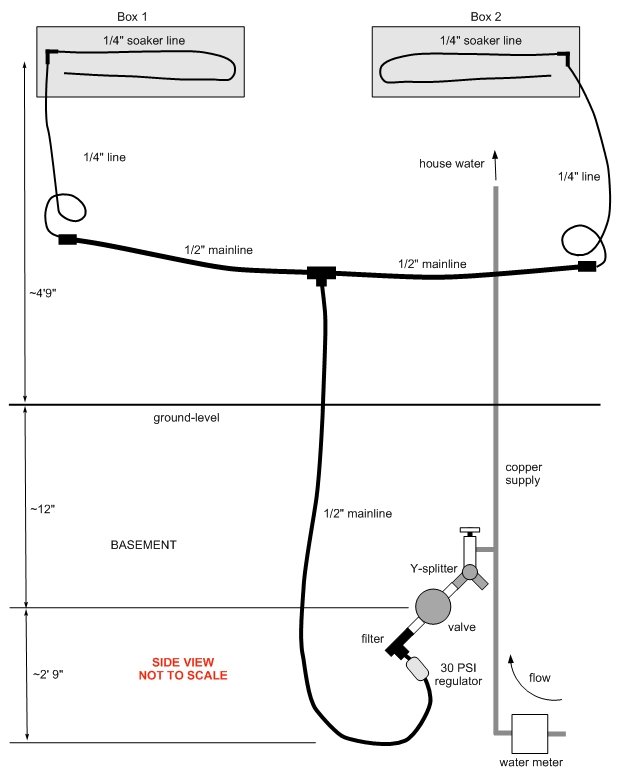 Box 1
Box 2
1/4" soaker line
1/4" soaker line
1/4" line
house water
1/4" line
1/2" mainline
1/2" mainline
~4'9"
ground-level
copper
supply
~12"
1/2" mainline
BASEMENT
Y-splitter
valve
filter
SIDE VIEW
NOT TO SCALE
~2' 9"
30 PSI
regulator
flow
water meter